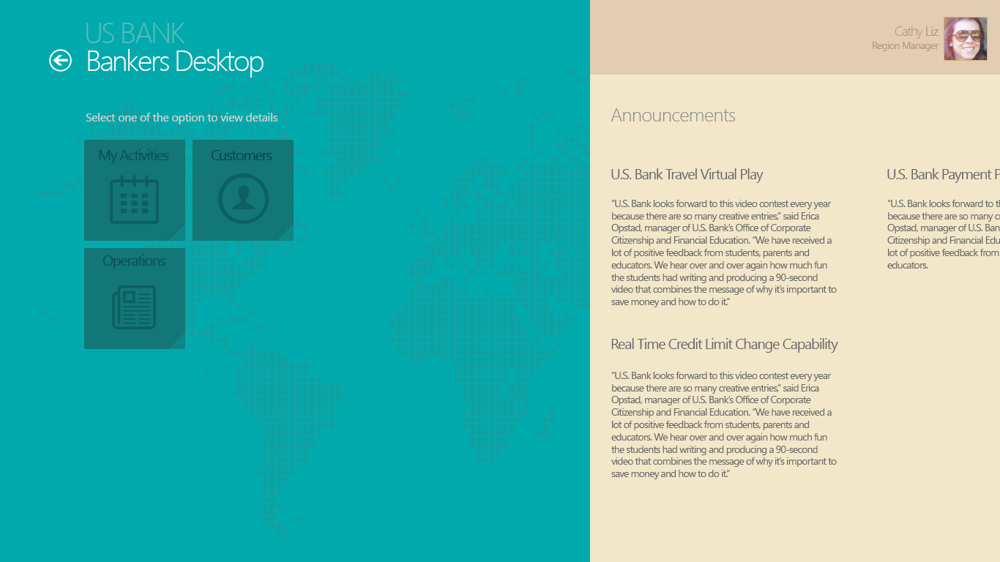 US BANK
Bankers Desktop
Select one of the option to view details
My Activities
Customers
Operations
Cathy Liz
Region Manager
Announcements
U.S. Bank Travel Virtual Play
“U.S. Bank looks forward to this video contest every year
because there are so many creative entries,” said Erica
Opstad, manager of U.S. Bank’s Office of Corporate
Citizenship and Financial Education. “We have received a
lot of positive feedback from students, parents and
educators. We hear over and over again how much fun
the students had writing and producing a 90-second
video that combines the message of why it’s important to
save money and how to do it.”
Real Time Credit Limit Change Capability
“U.S. Bank looks forward to this video contest every year
because there are so many creative entries,” said Erica
Opstad, manager of U.S. Bank’s Office of Corporate
Citizenship and Financial Education. “We have received a
lot of positive feedback from students, parents and
educators. We hear over and over again how much fun
the students had writing and producing a 90-second
video that combines the message of why it’s important to
save money and how to do it.”
U.S. Bank Payment
“U.S. Bank looks forward to
because there are so many
Opstad, manager of U.S.
Citizenship and Financial
lot of positive feedback from
educators.